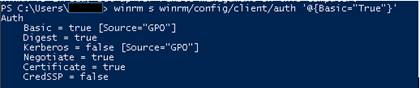 PS C:\Users\ > winrm s winrm/config/client/auth '@{Basic="True"}'
Auth
Basic = true [Source="GPO"]
Digest = true
Kerberos = false [Source="GPO"]
Negotiate = true
Certificate = true
CredSSP = false